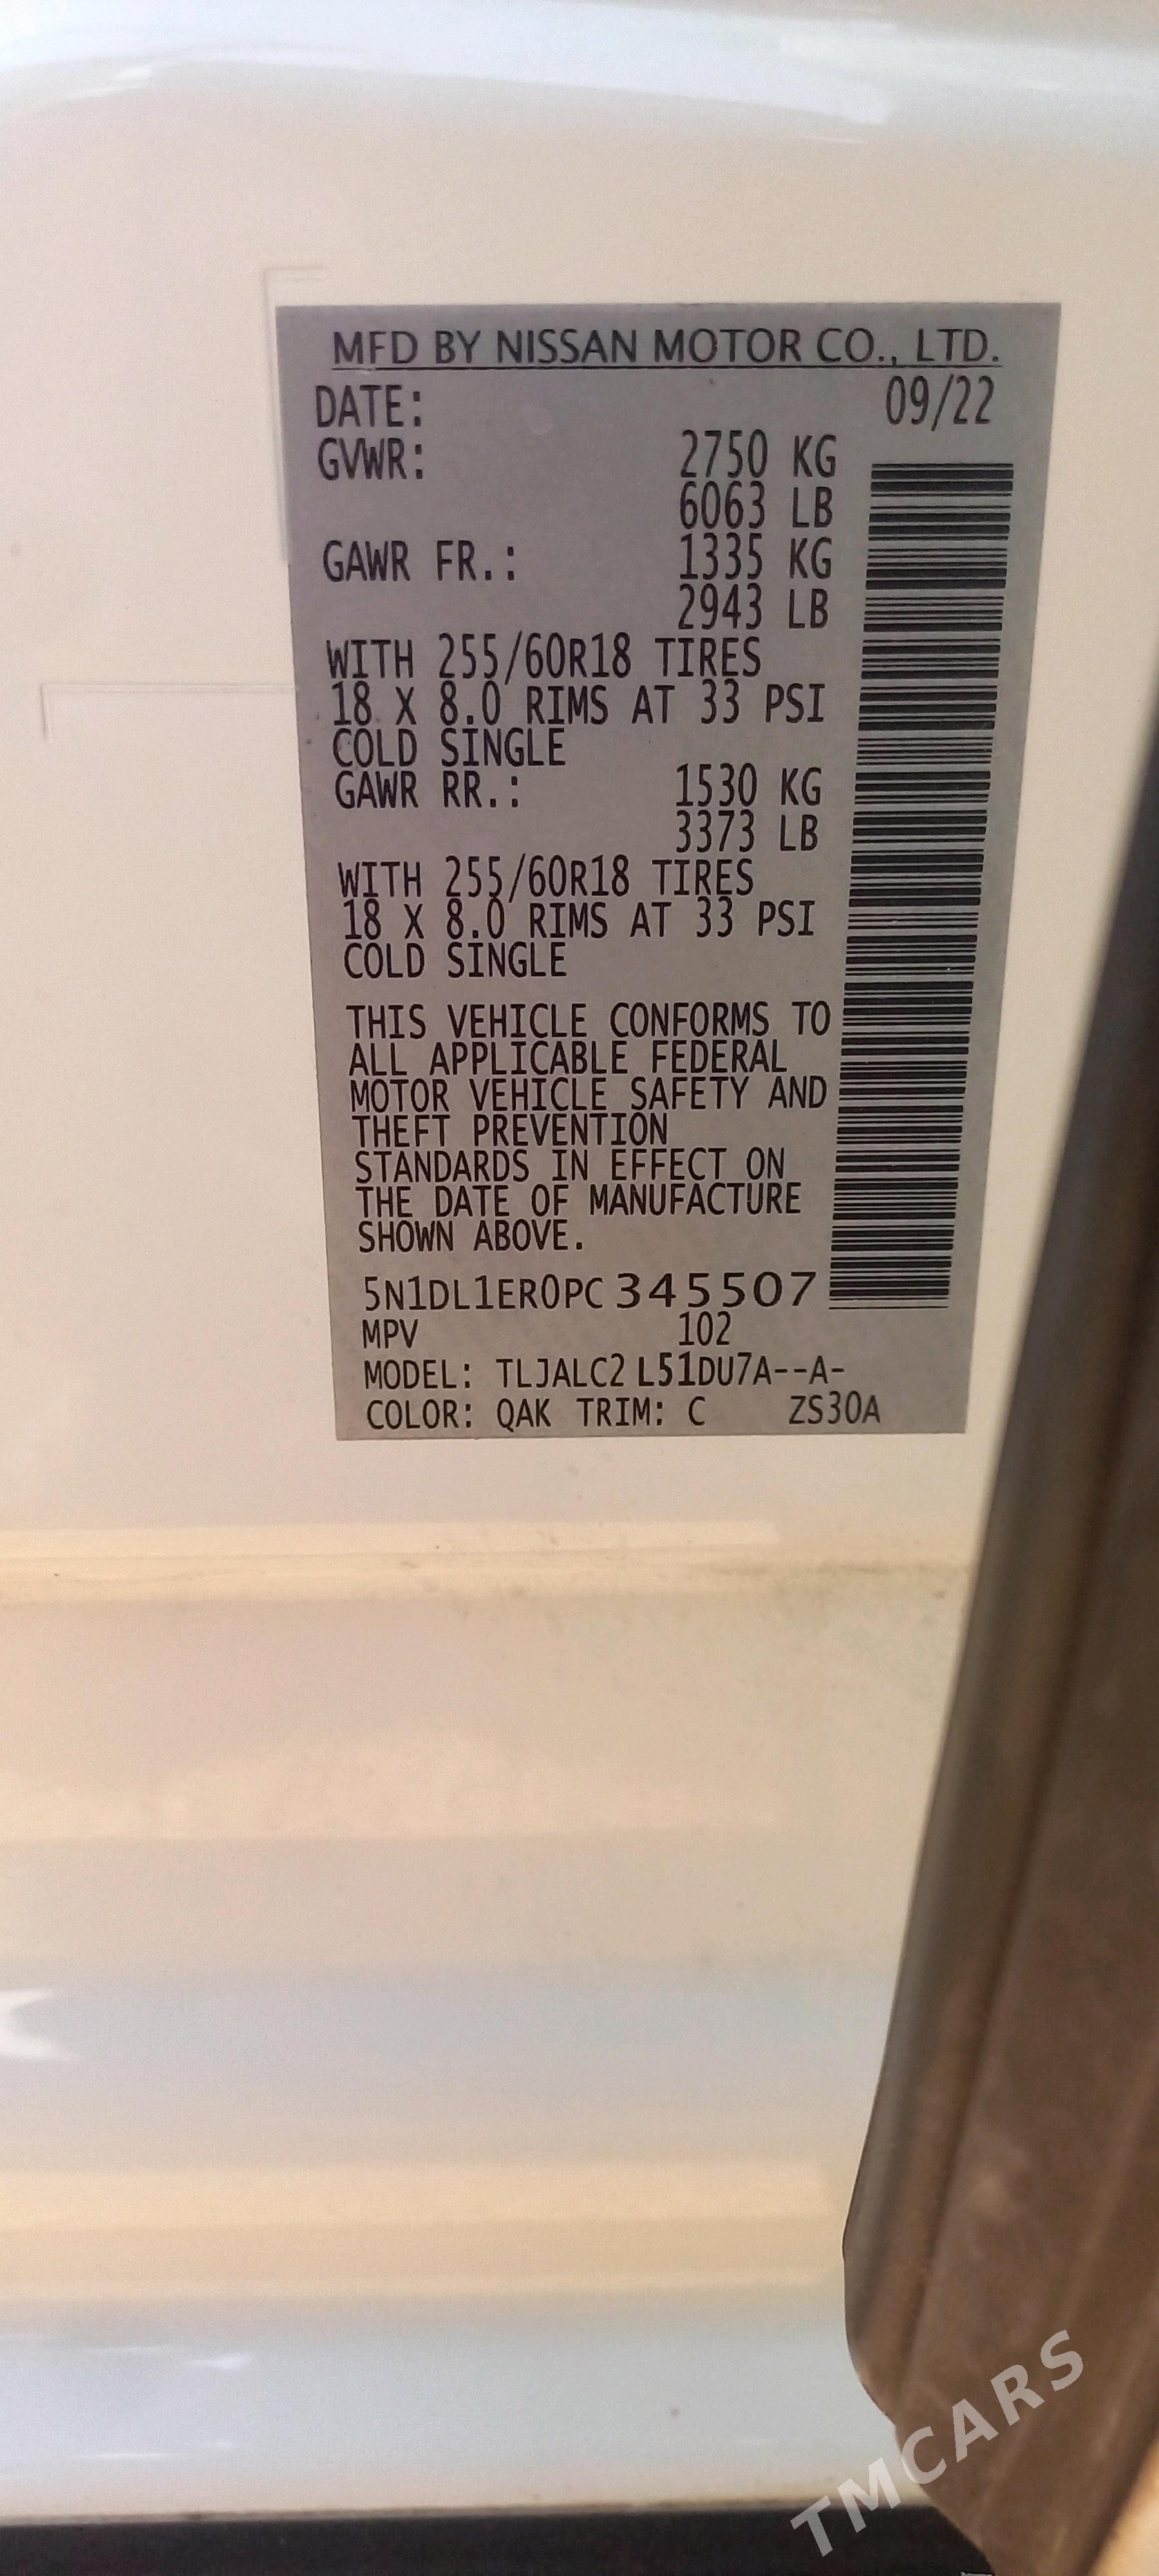 MFD BY NISSAN MOTOR CO., LTD.
DATE: 09/22
GVWR: 2750 KG
6063 LB
GAWR FR.: 1335 KG
2943 LB
WITH 255/60R18 TIRES
18 X 8.0 RIMS AT 33 PSI
COLD SINGLE
GAWR RR.: 1530 KG
3373 LB
WITH 255/60R18 TIRES
18 X 8.0 RIMS AT 33 PSI
COLD SINGLE
THIS VEHICLE CONFORMS TO
ALL APPLICABLE FEDERAL
MOTOR VEHICLE SAFETY AND
THEFT PREVENTION
STANDARDS IN EFFECT ON
THE DATE OF MANUFACTURE
SHOWN ABOVE.
5N1DL1ER0PC345507
MPV 102
MODEL: TLJALC2 L51DU7A--A-
COLOR: QAK TRIM: C ZS30A
TMCARS